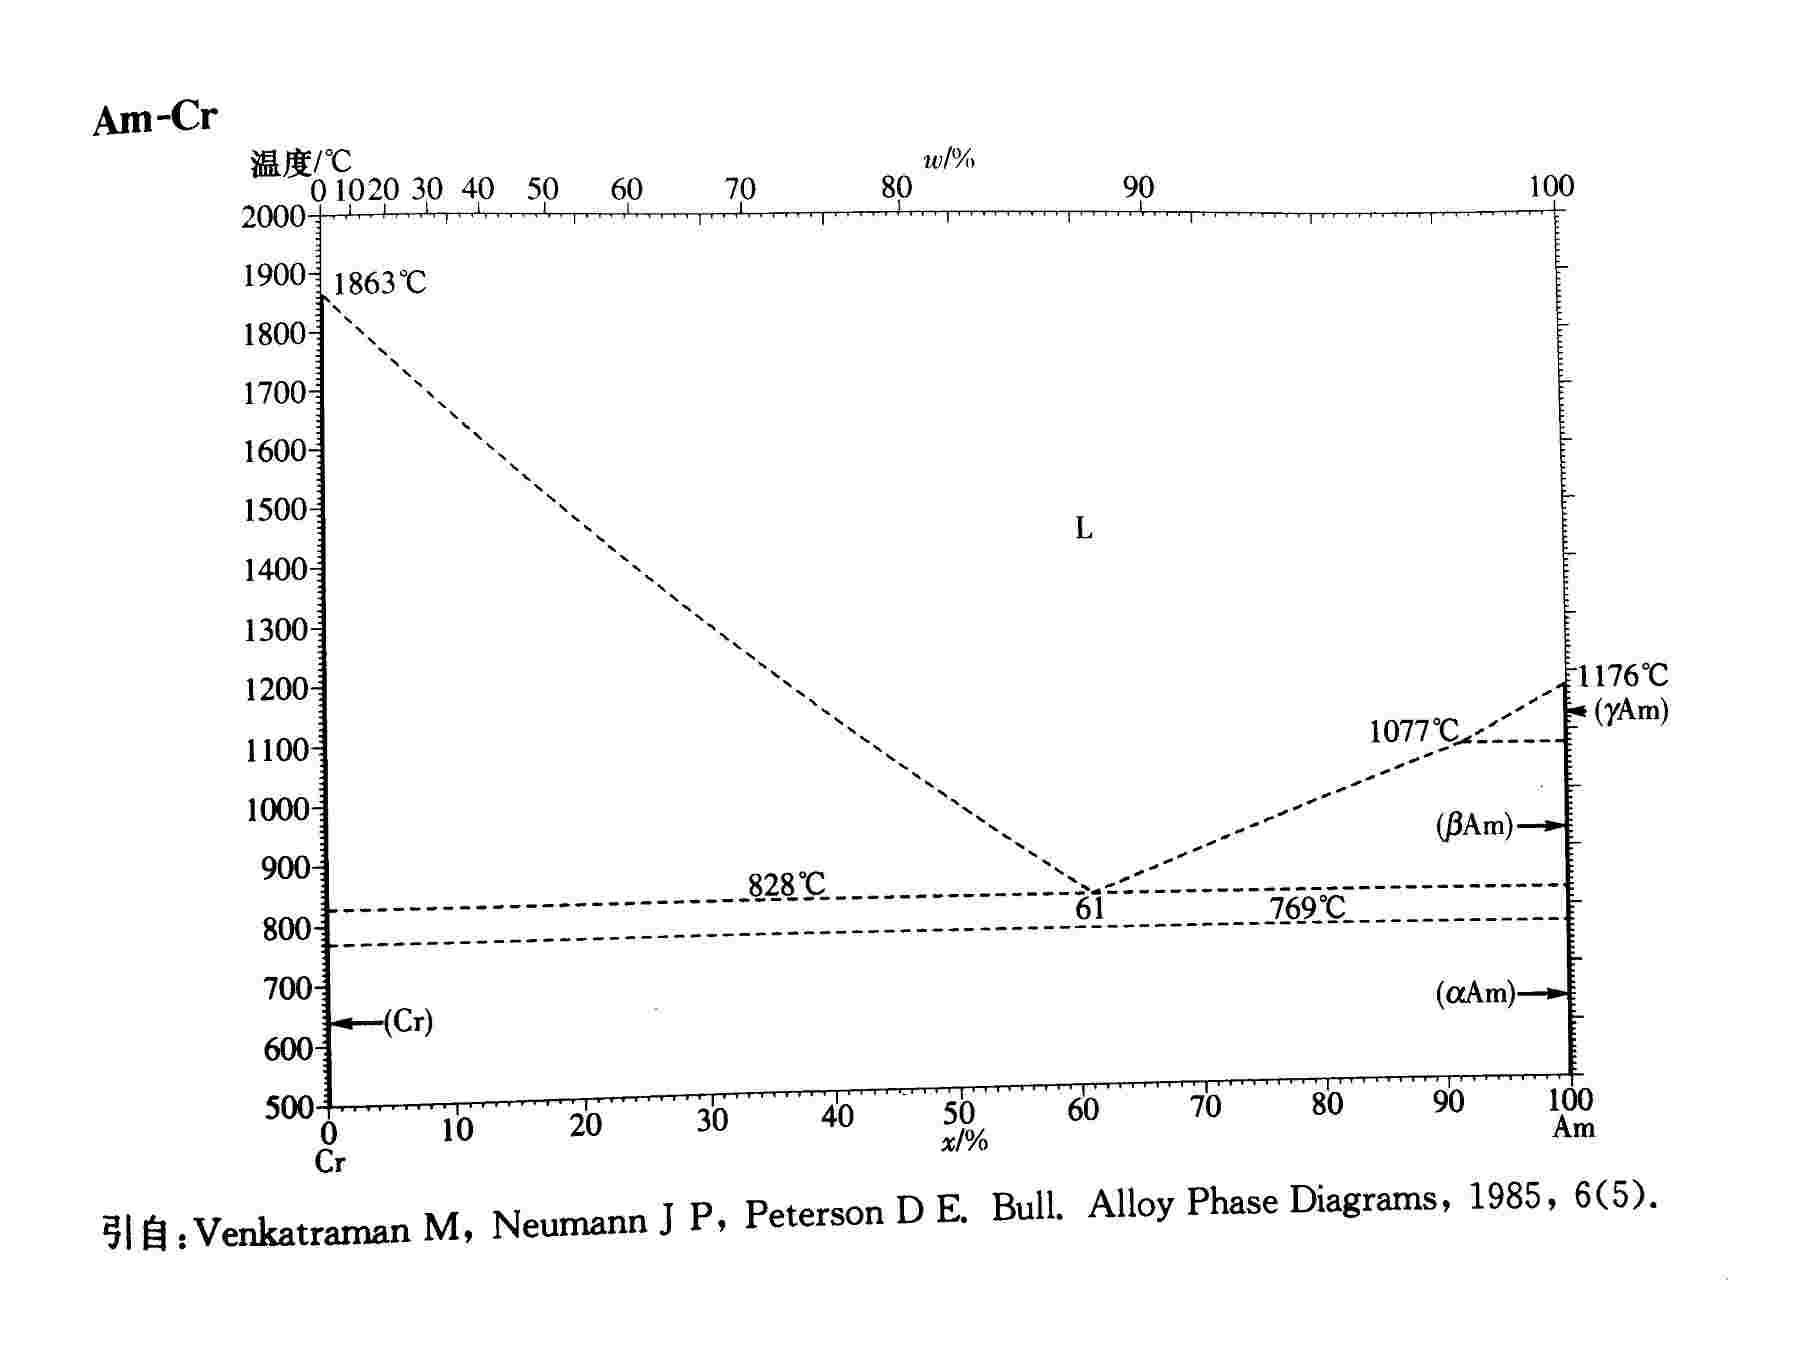 Am-Cr
温度/℃
w/%
0 10 20 30 40 50 60 70 80 90 100
2000
1900
1863℃
1800
1700
1600
1500
L
1400
1300
1200
1176℃
(γAm)
1077℃
1100
1000
(βAm)
900
828℃
61
769℃
800
700
(αAm)
(Cr)
600
500
0 10 20 30 40 50 60 70 80 90 100
Cr
x/%
Am
引自:Venkatraman M, Neumann J P, Peterson D E. Bull. Alloy Phase Diagrams, 1985, 6(5).